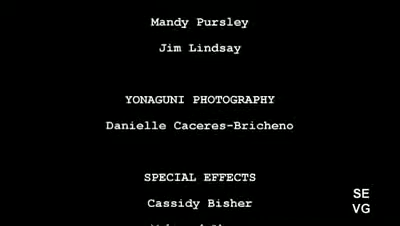 Mandy Pursley
Jim Lindsay
YONAGUNI PHOTOGRAPHY
Danielle Caceres-Bricheno
SPECIAL EFFECTS
Cassidy Bisher
SE
VG